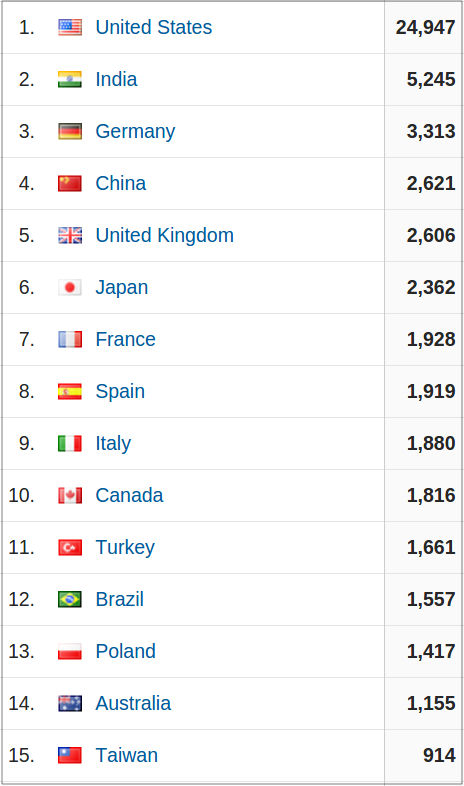 1. United States 24,947
2. India 5,245
3. Germany 3,313
4. China 2,621
5. United Kingdom 2,606
6. Japan 2,362
7. France 1,928
8. Spain 1,919
9. Italy 1,880
10. Canada 1,816
11. Turkey 1,661
12. Brazil 1,557
13. Poland 1,417
14. Australia 1,155
15. Taiwan 914